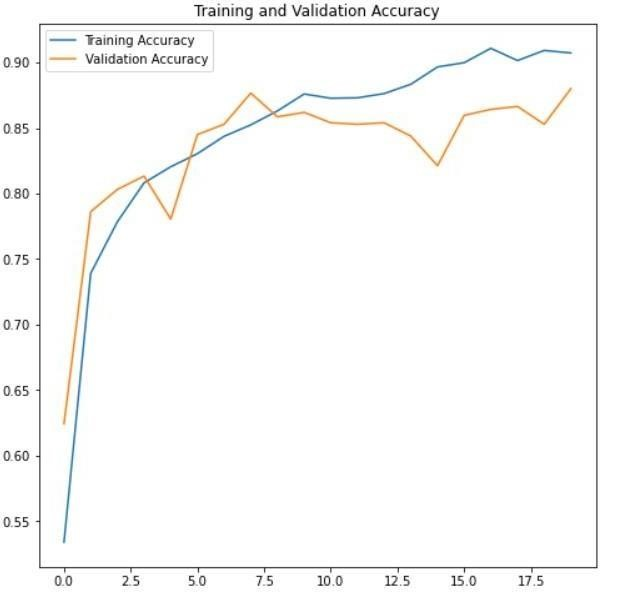 Training and Validation Accuracy
Training Accuracy
Validation Accuracy
0.90
0.85
0.80
0.75
0.70
0.65
0.60
0.55
0.0 2.5 5.0 7.5 10.0 12.5 15.0 17.5